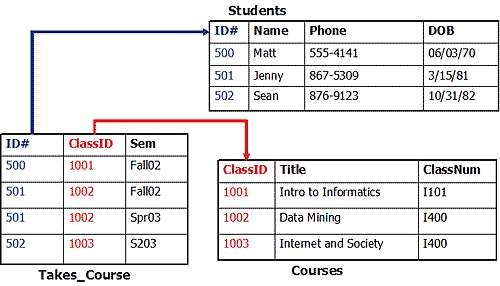 Students
ID# Name Phone DOB
500 Matt 555-4141 06/03/70
501 Jenny 867-5309 3/15/81
502 Sean 876-9123 10/31/82
ID# ClassID Sem
500 1001 Fall02
501 1002 Fall02
501 1002 Spr03
502 1003 S203
Takes_Course
ClassID Title ClassNum
1001 Intro to Informatics I101
1002 Data Mining I400
1003 Internet and Society I400
Courses